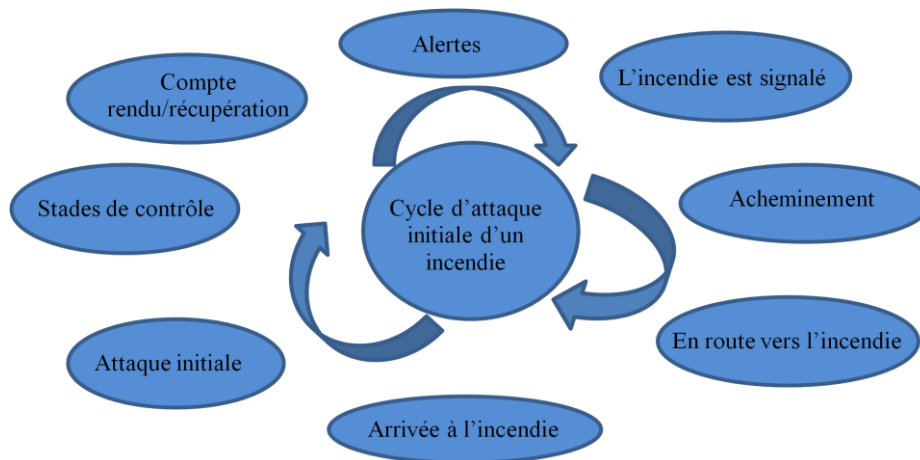 Alertes
L'incendie est signalé
Acheminement
En route vers l'incendie
Arrivée à l'incendie
Attaque initiale
Stades de contrôle
Compte
rendu/récupération
Cycle d'attaque
initiale d'un
incendie